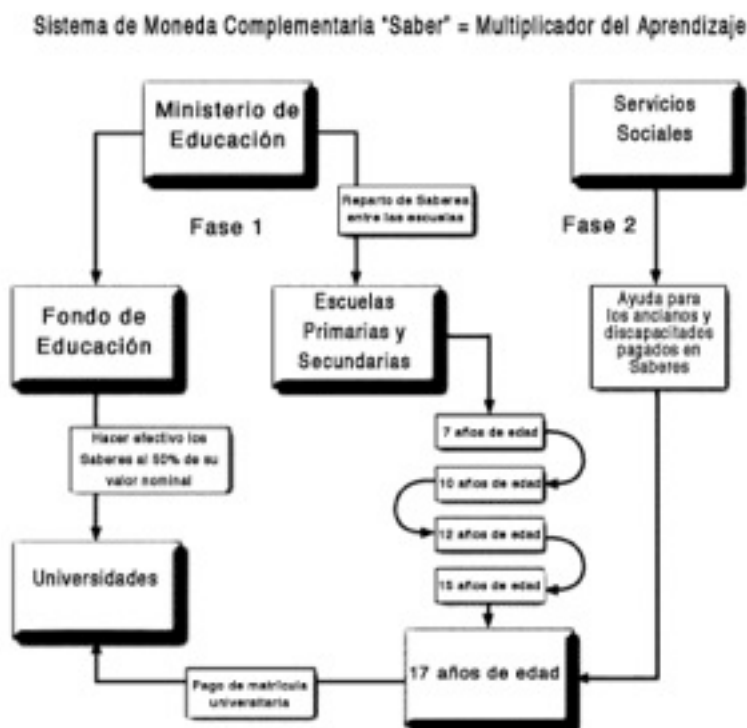 Sistema de Moneda Complementaria "Saber" = Multiplicador del Aprendizaje
Ministerio de
Educación
Servicios
Sociales
Reparto de Saberes
entre las escuelas
Fase 1
Fase 2
Fondo de
Educación
Escuelas
Primarias y
Secundarias
Ayuda para
los ancianos y
discapacitados
pagados en
Saberes
7 años de edad
Hacer efectivo los
Saberes al 50% de su
valor nominal
10 años de edad
12 años de edad
15 años de edad
Universidades
17 años de edad
Pago de matrícula
universitaria